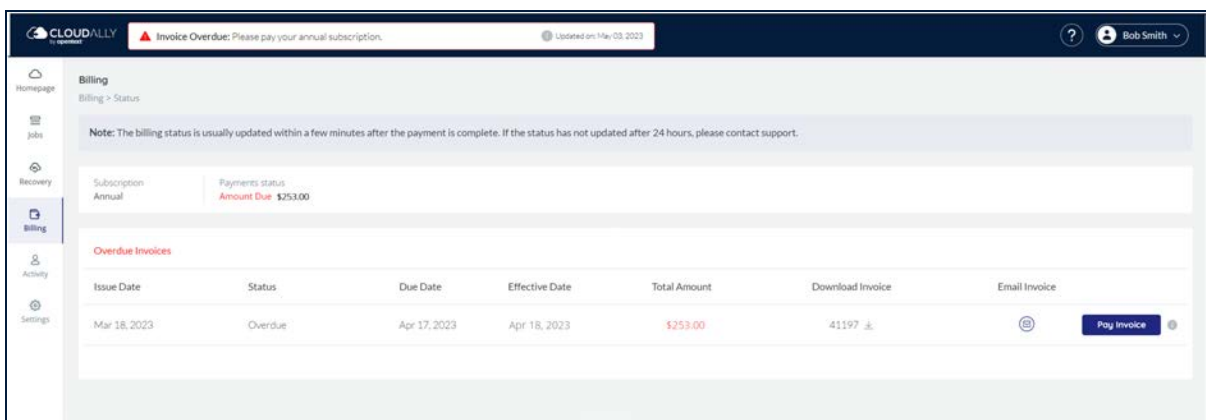 CLOUDALLY
by opentext
Invoice Overdue: Please pay your annual subscription.
Updated on: May 03, 2023
?
Bob Smith
Homepage
Jobs
Recovery
Billing
Activity
Settings
Billing
Billing > Status
Note: The billing status is usually updated within a few minutes after the payment is complete. If the status has not updated after 24 hours, please contact support.
Subscription
Annual
Payments status
Amount Due $253.00
Overdue Invoices
Issue Date Status Due Date Effective Date Total Amount Download Invoice Email Invoice
Mar 18, 2023 Overdue Apr 17, 2023 Apr 18, 2023 $253.00 41197 Pay Invoice